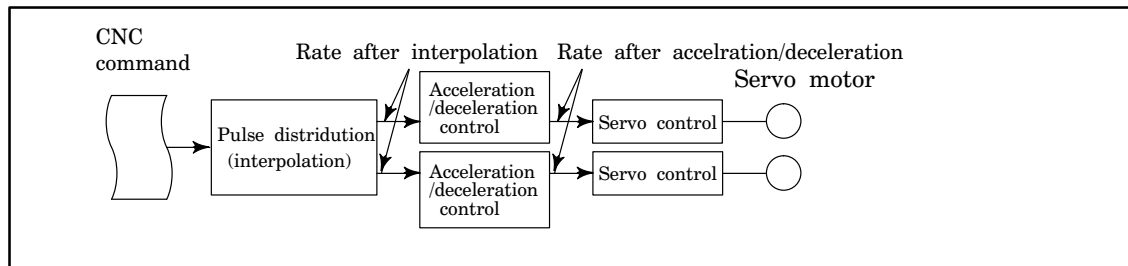 CNC
command
Rate after interpolation
Rate after accelration/deceleration
Servo motor
Pulse distridution
(interpolation)
Acceleration
/deceleration
control
Servo control
Acceleration
/deceleration
control
Servo control